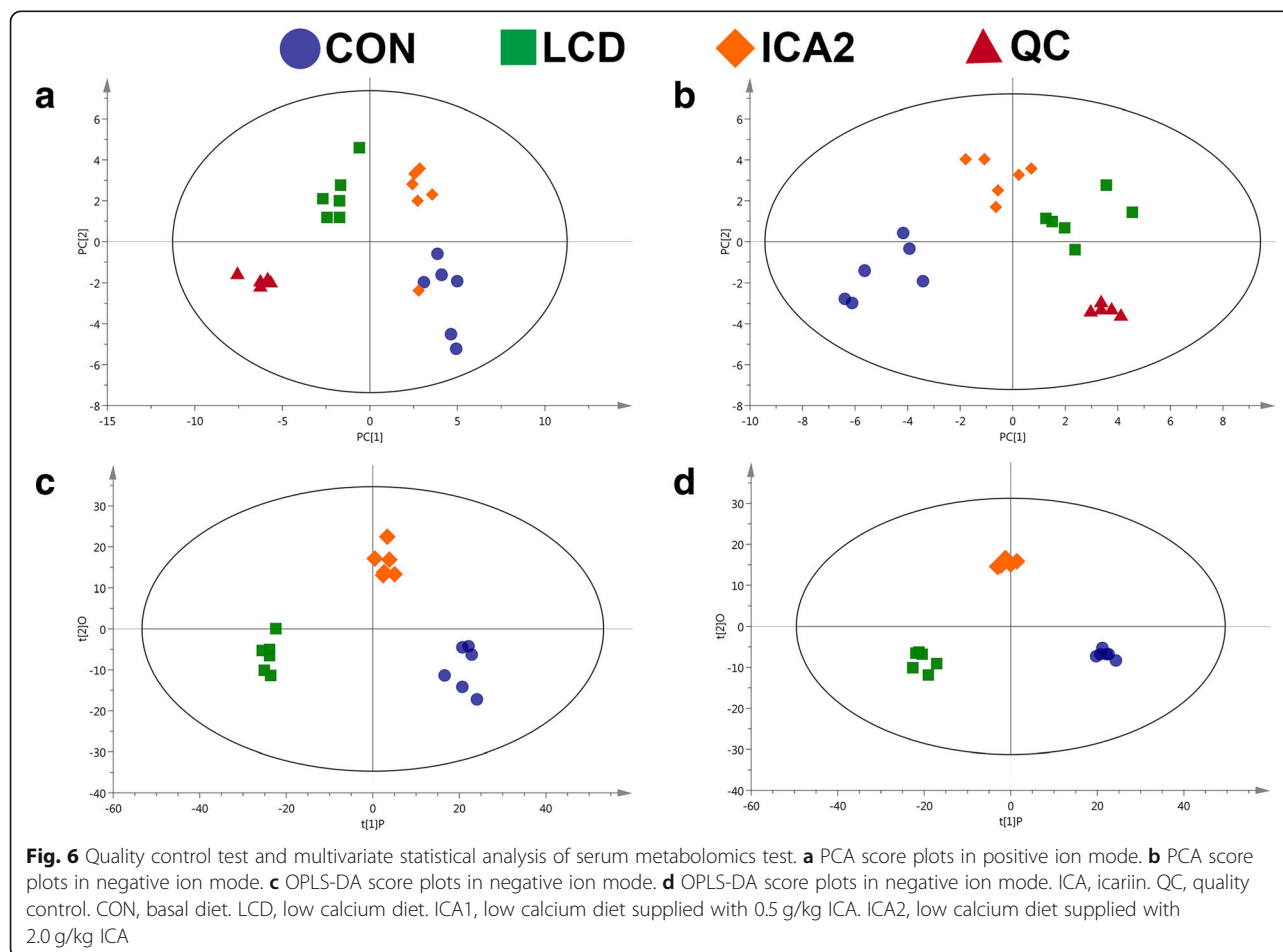 CON LCD ICA2 QC
a
6
4
2
0
-2
-4
-6
-8
PC[2]
-15 -10 -5 0 5 10
PC[1]
b
6
4
2
0
-2
-4
-6
-8
PC[2]
-10 -8 -6 -4 -2 0 2 4 6 8
PC[1]
c
30
20
10
0
-10
-20
-30
-40
t[2]O
-60 -40 -20 0 20 40
t[1]P
d
30
20
10
0
-10
-20
-30
-40
t[2]O
-60 -40 -20 0 20 40
t[1]P
Fig. 6 Quality control test and multivariate statistical analysis of serum metabolomics test. a PCA score plots in positive ion mode. b PCA score
plots in negative ion mode. c OPLS-DA score plots in negative ion mode. d OPLS-DA score plots in negative ion mode. ICA, icariin. QC, quality
control. CON, basal diet. LCD, low calcium diet. ICA1, low calcium diet supplied with 0.5 g/kg ICA. ICA2, low calcium diet supplied with
2.0 g/kg ICA